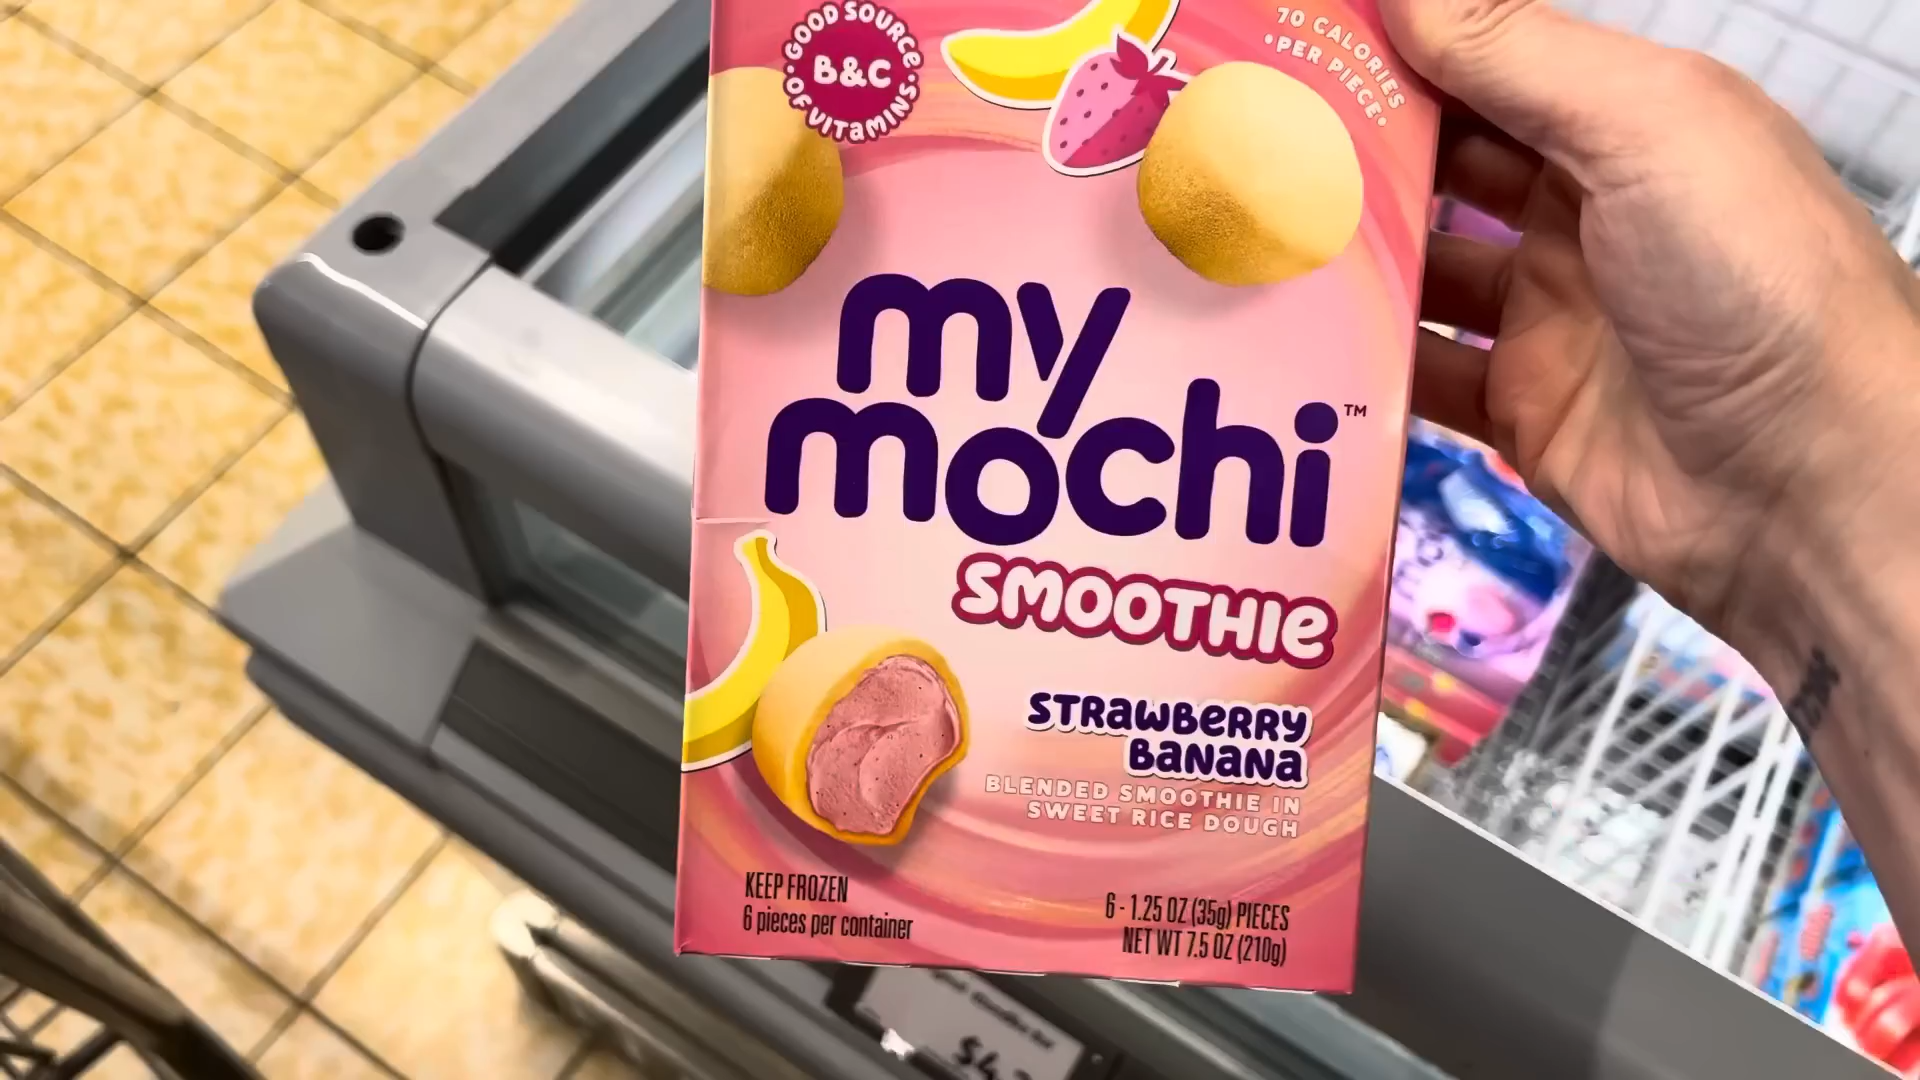 GOOD SOURCE
B&C
OF VITAMINS
70 CALORIES
PER PIECE
my
mochi™
SMOOTHIE
STRAWBERRY
BANANA
BLENDED SMOOTHIE IN
SWEET RICE DOUGH
KEEP FROZEN
6 pieces per container
6 - 1.25 OZ (35g) PIECES
NET WT 7.5 OZ (210g)